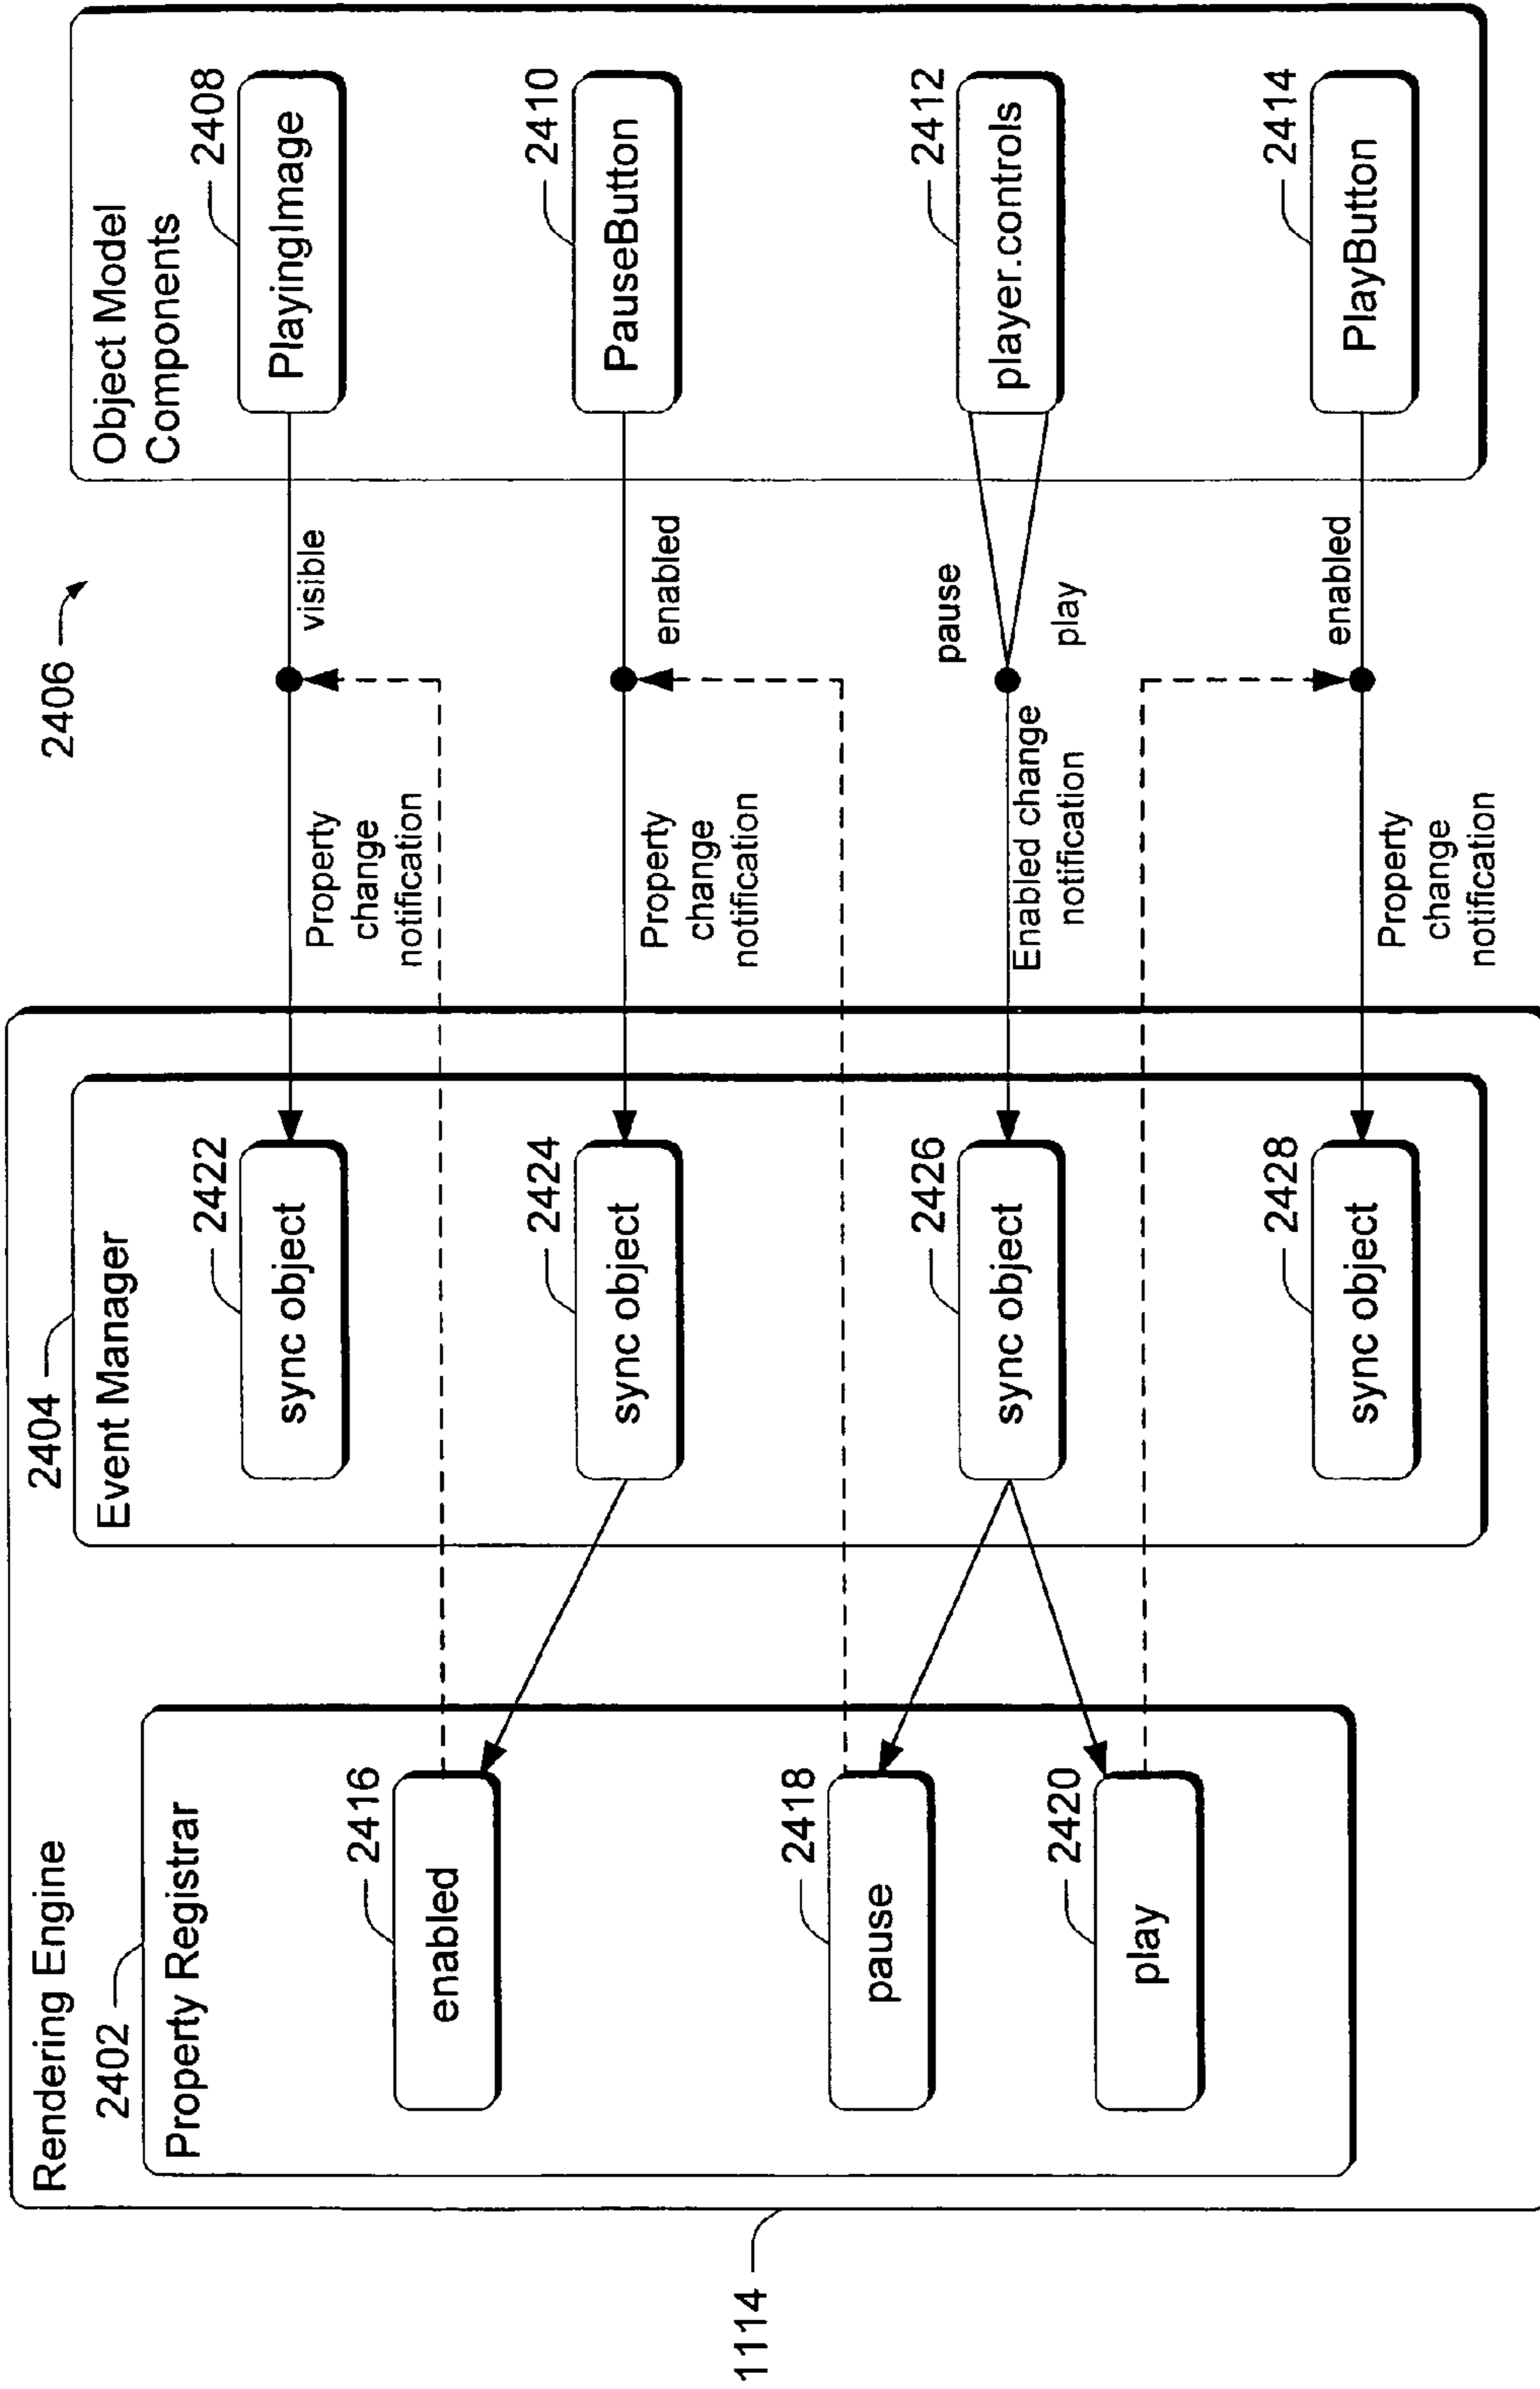 1114
Rendering Engine
2402
Property Registrar
2416
enabled
2418
pause
2420
play
2404
Event Manager
2422
sync object
2424
sync object
2426
sync object
2428
sync object
Property
change
notification
Property
change
notification
Enabled change
notification
Property
change
notification
2406
visible
enabled
pause
play
enabled
Object Model
Components
2408
PlayingImage
2410
PauseButton
2412
player.controls
2414
PlayButton